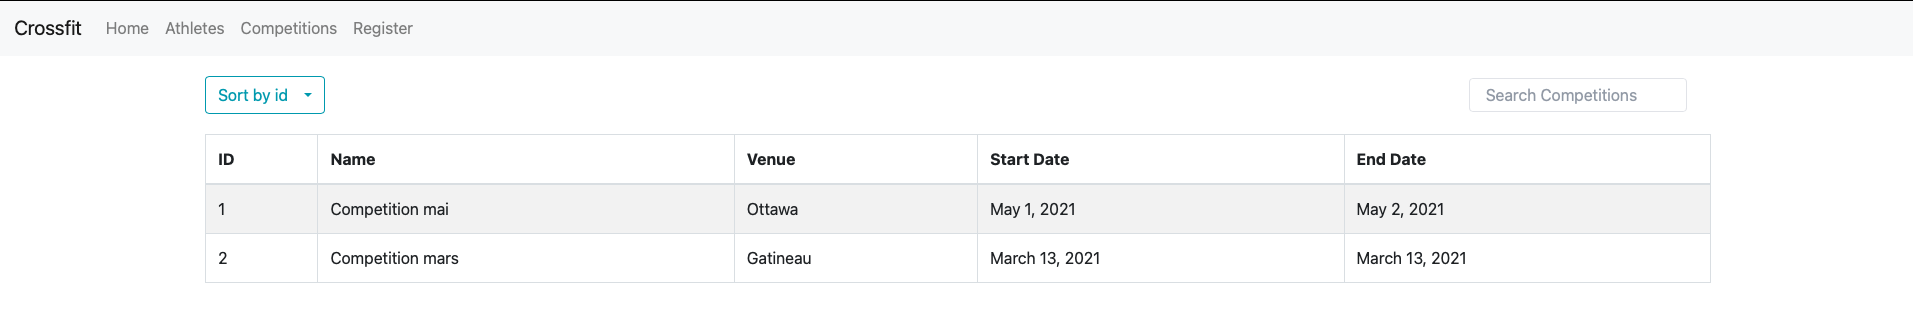 Crossfit Home Athletes Competitions Register
Sort by id Search Competitions
ID Name Venue Start Date End Date
1 Competition mai Ottawa May 1, 2021 May 2, 2021
2 Competition mars Gatineau March 13, 2021 March 13, 2021